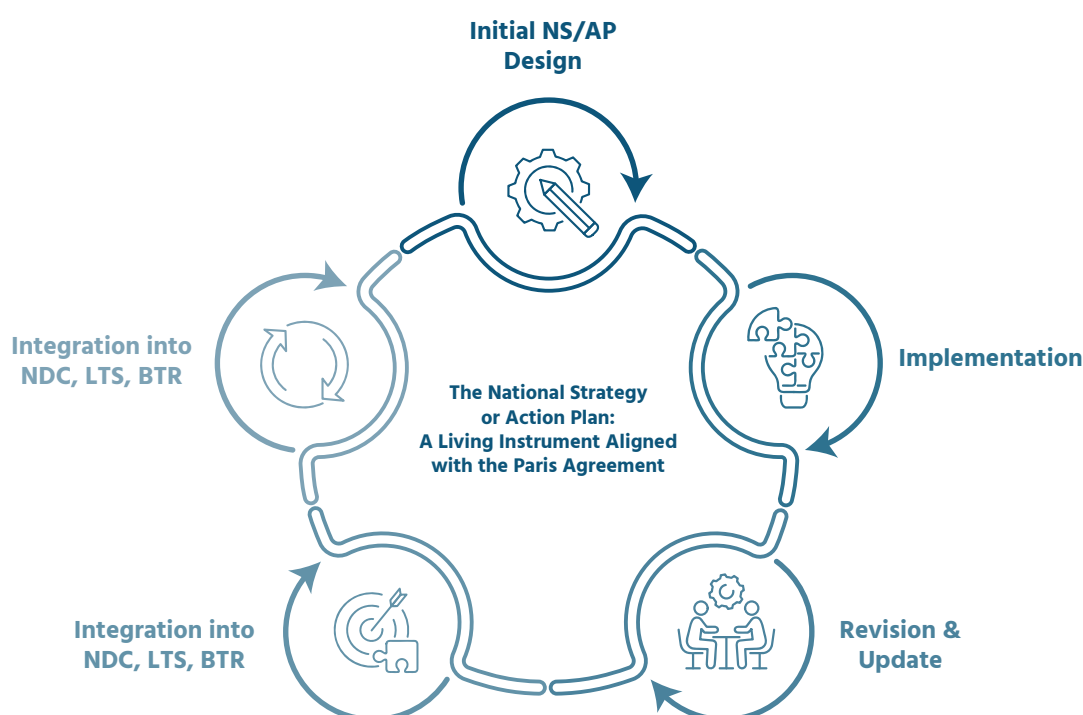 Initial NS/AP
Design
Integration into
NDC, LTS, BTR
Implementation
The National Strategy
or Action Plan:
A Living Instrument Aligned
with the Paris Agreement
Integration into
NDC, LTS, BTR
Revision &
Update